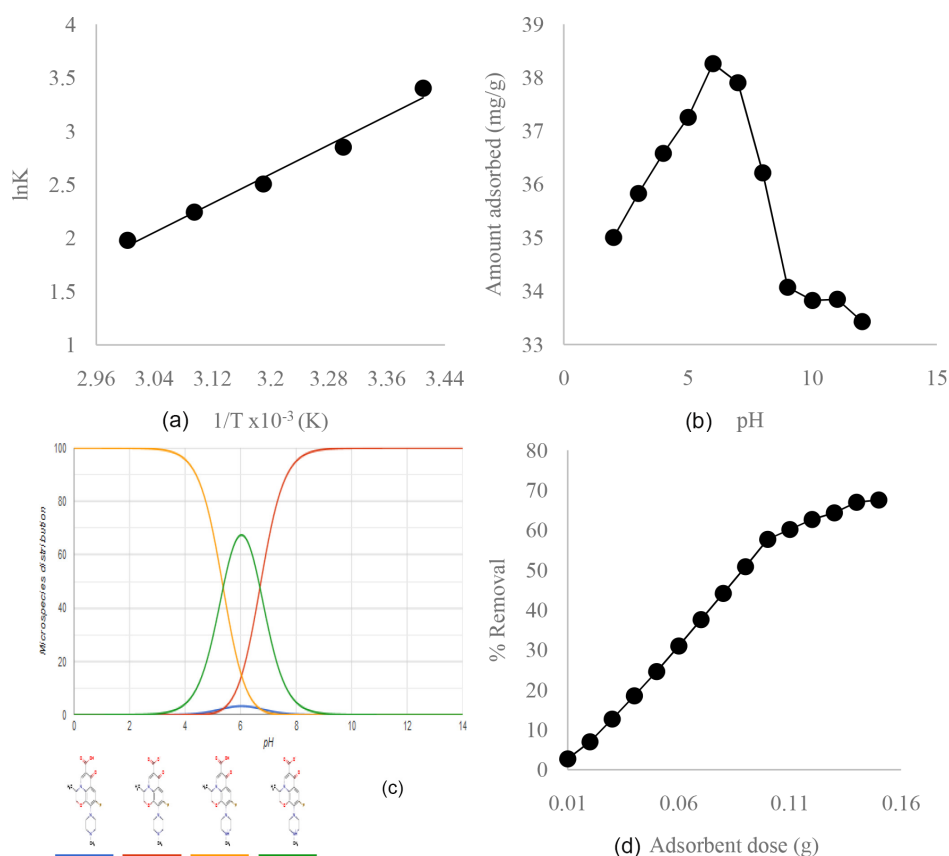 4
3.5
3
2.5
2
1.5
1
lnK
2.96 3.04 3.12 3.2 3.28 3.36 3.44
(a) 1/T x10-3 (K)
39
38
37
36
35
34
33
Amount adsorbed (mg/g)
0 5 10 15
(b) pH
100
80
60
40
20
0
Microspecies distribution
0 2 4 6 8 10 12 14
pH
(c)
80
70
60
50
40
30
20
10
0
% Removal
0.01 0.06 0.11 0.16
(d) Adsorbent dose (g)